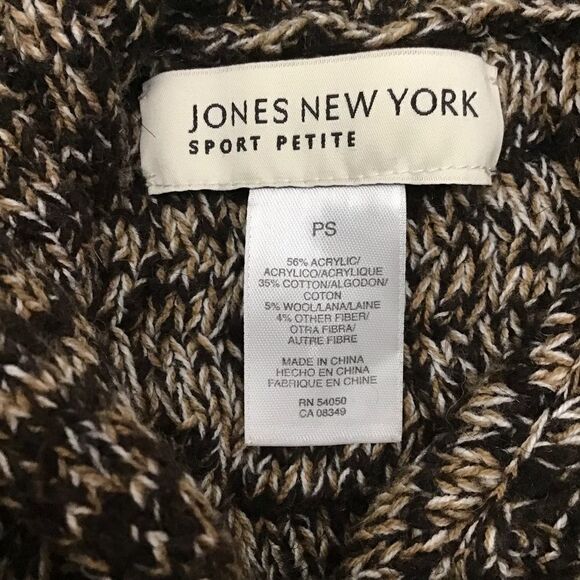 JONES NEW YORK
SPORT PETITE
PS
56% ACRYLIC/
ACRYLICO/ACRYLIQUE
35% COTTON/ALGODON/
COTON
5% WOOL/LANA/LAINE
4% OTHER FIBER/
OTRA FIBRA/
AUTRE FIBRE
MADE IN CHINA
HECHO EN CHINA
FABRIQUE EN CHINE
RN 54050
CA 08349